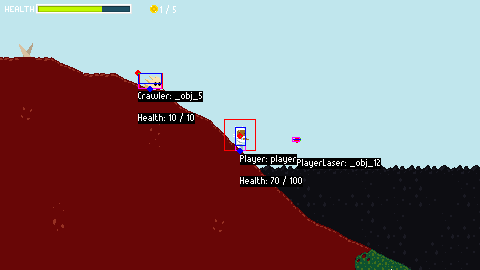 HEALTH 1 / 5
Crawler: _obj_5
Health: 10 / 10
Player: player
PlayerLaser: _obj_12
Health: 70 / 100